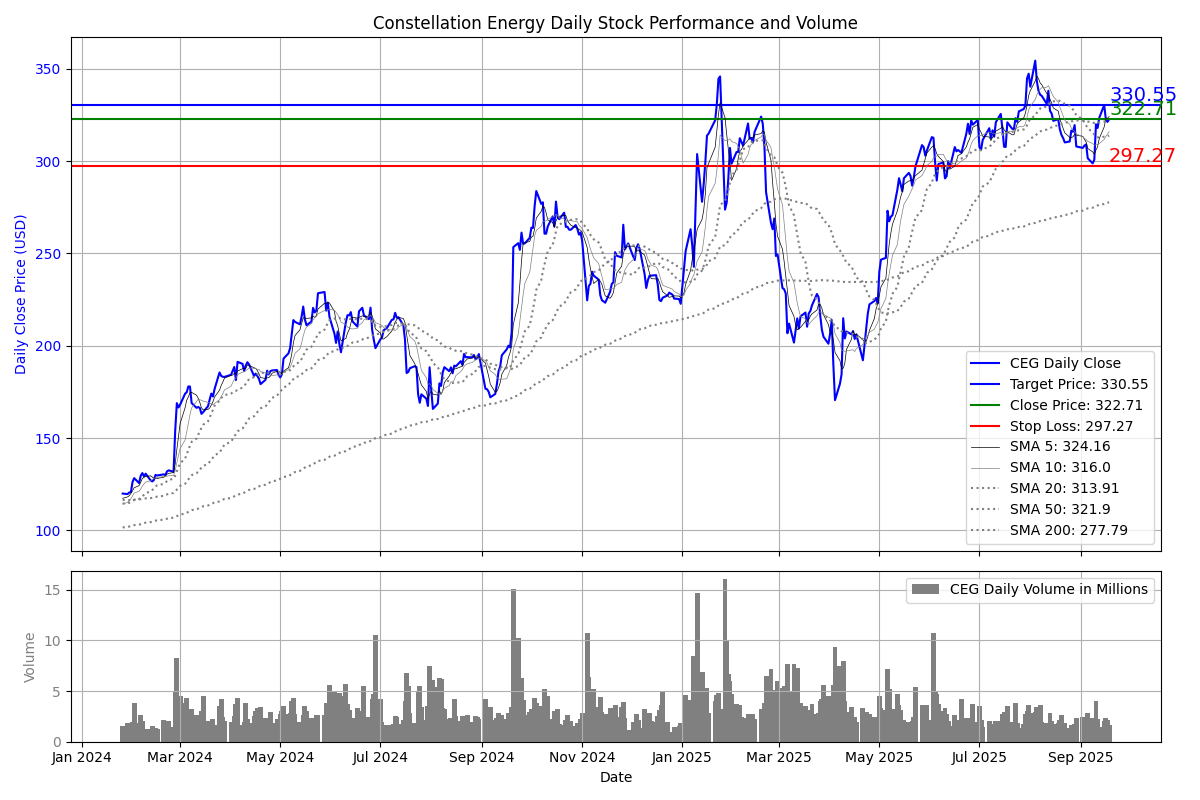 Constellation Energy Daily Stock Performance and Volume
Daily Close Price (USD)
350
300
250
200
150
100
330.55
322.71
297.27
CEG Daily Close
Target Price: 330.55
Close Price: 322.71
Stop Loss: 297.27
SMA 5: 324.16
SMA 10: 316.0
SMA 20: 313.91
SMA 50: 321.9
SMA 200: 277.79
Volume
15
10
5
0
CEG Daily Volume in Millions
Jan 2024 Mar 2024 May 2024 Jul 2024 Sep 2024 Nov 2024 Jan 2025 Mar 2025 May 2025 Jul 2025 Sep 2025
Date